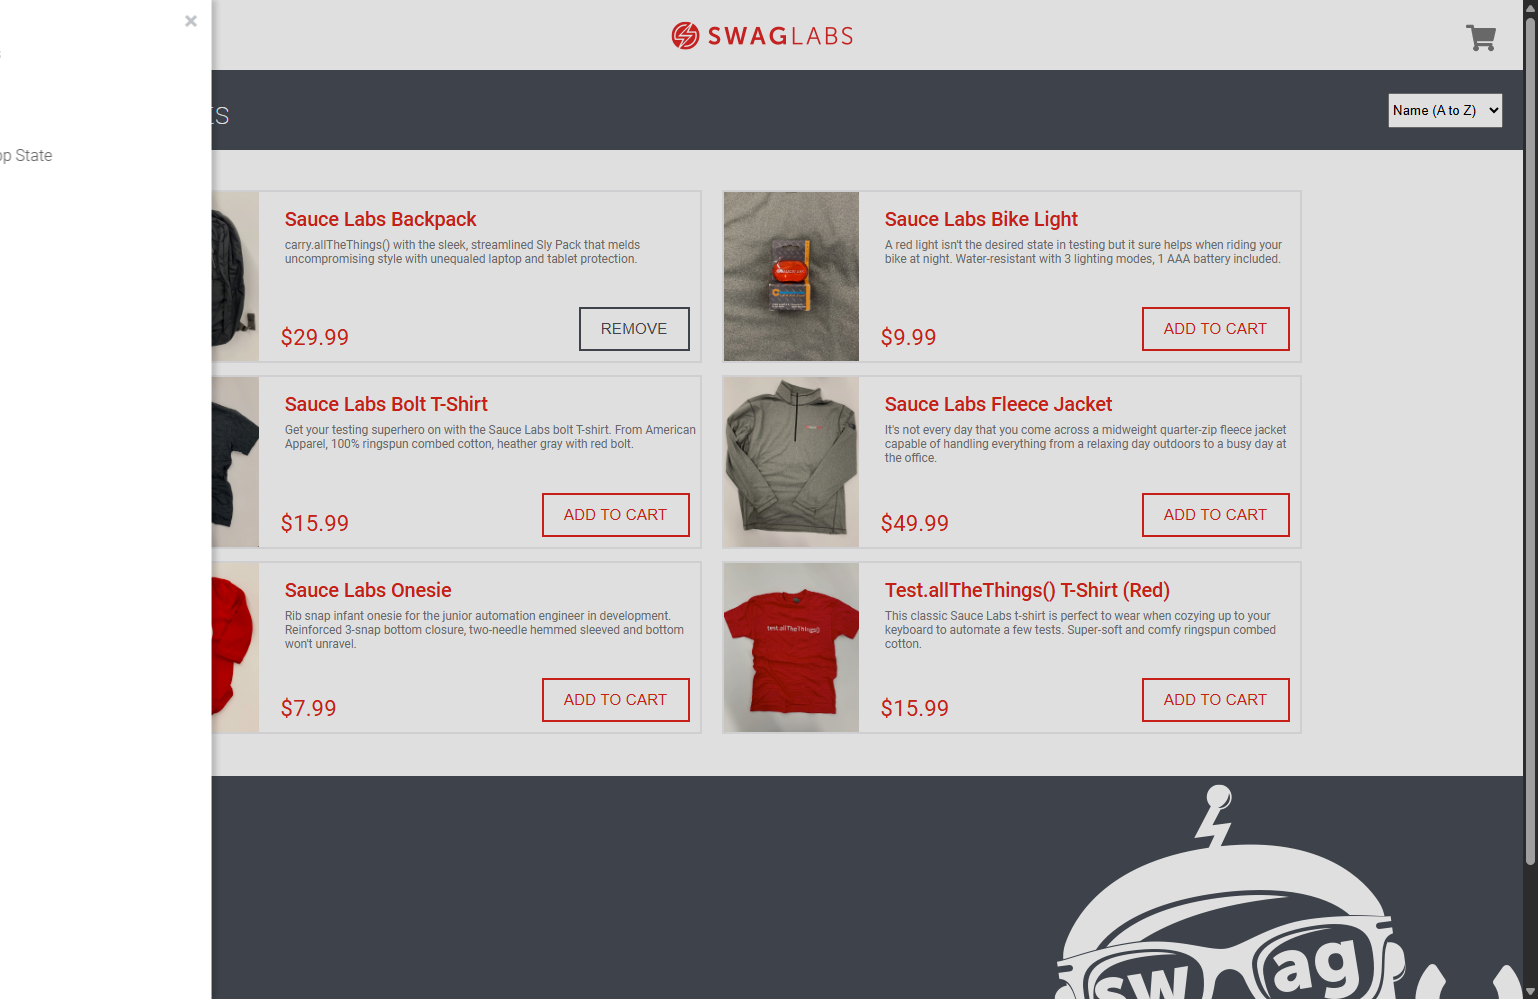 ×
SWAGLABS
Name (A to Z)
op State
Sauce Labs Backpack
carry.allTheThings() with the sleek, streamlined Sly Pack that melds
uncompromising style with unequaled laptop and tablet protection.
$29.99
REMOVE
Sauce Labs Bike Light
A red light isn't the desired state in testing but it sure helps when riding your
bike at night. Water-resistant with 3 lighting modes, 1 AAA battery included.
$9.99
ADD TO CART
Sauce Labs Bolt T-Shirt
Get your testing superhero on with the Sauce Labs bolt T-shirt. From American
Apparel, 100% ringspun combed cotton, heather gray with red bolt.
$15.99
ADD TO CART
Sauce Labs Fleece Jacket
It's not every day that you come across a midweight quarter-zip fleece jacket
capable of handling everything from a relaxing day outdoors to a busy day at
the office.
$49.99
ADD TO CART
Sauce Labs Onesie
Rib snap infant onesie for the junior automation engineer in development.
Reinforced 3-snap bottom closure, two-needle hemmed sleeved and bottom
won't unravel.
$7.99
ADD TO CART
Test.allTheThings() T-Shirt (Red)
This classic Sauce Labs t-shirt is perfect to wear when cozying up to your
keyboard to automate a few tests. Super-soft and comfy ringspun combed
cotton.
test.allTheThings()
$15.99
ADD TO CART
sw ag